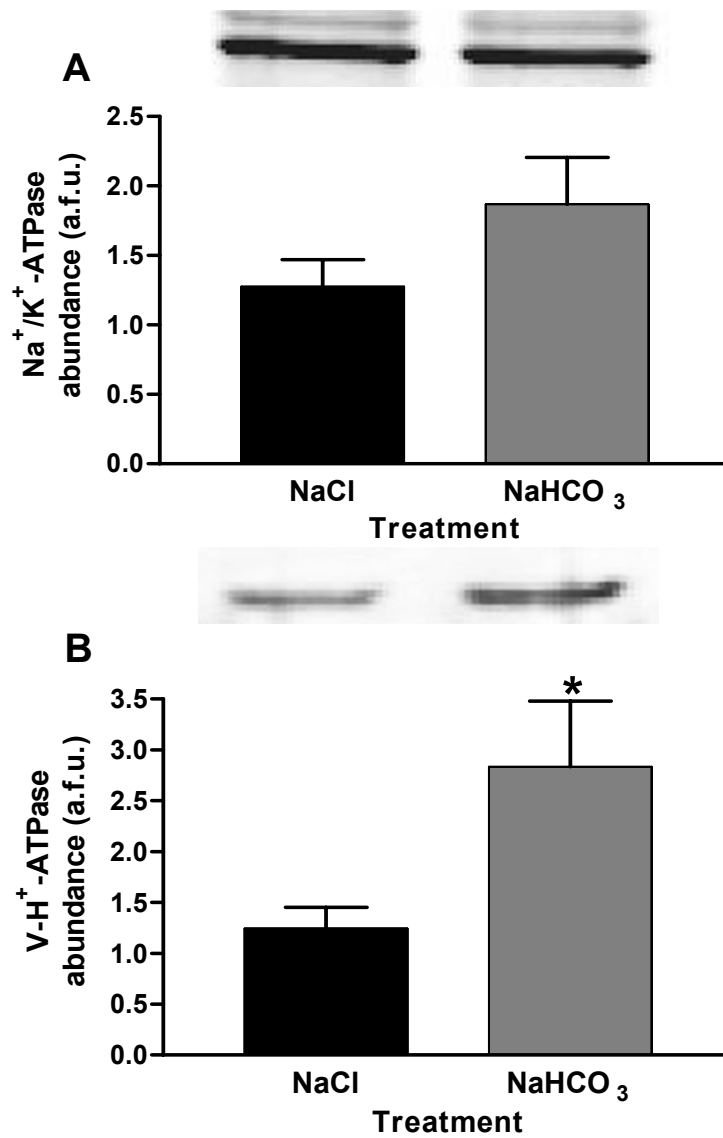 A
Na⁺/K⁺-ATPase
abundance (a.f.u.)
2.5
2.0
1.5
1.0
0.5
0.0
NaCl NaHCO₃
Treatment
B
V-H⁺-ATPase
abundance (a.f.u.)
3.5
3.0
2.5
2.0
1.5
1.0
0.5
0.0
*
NaCl NaHCO₃
Treatment